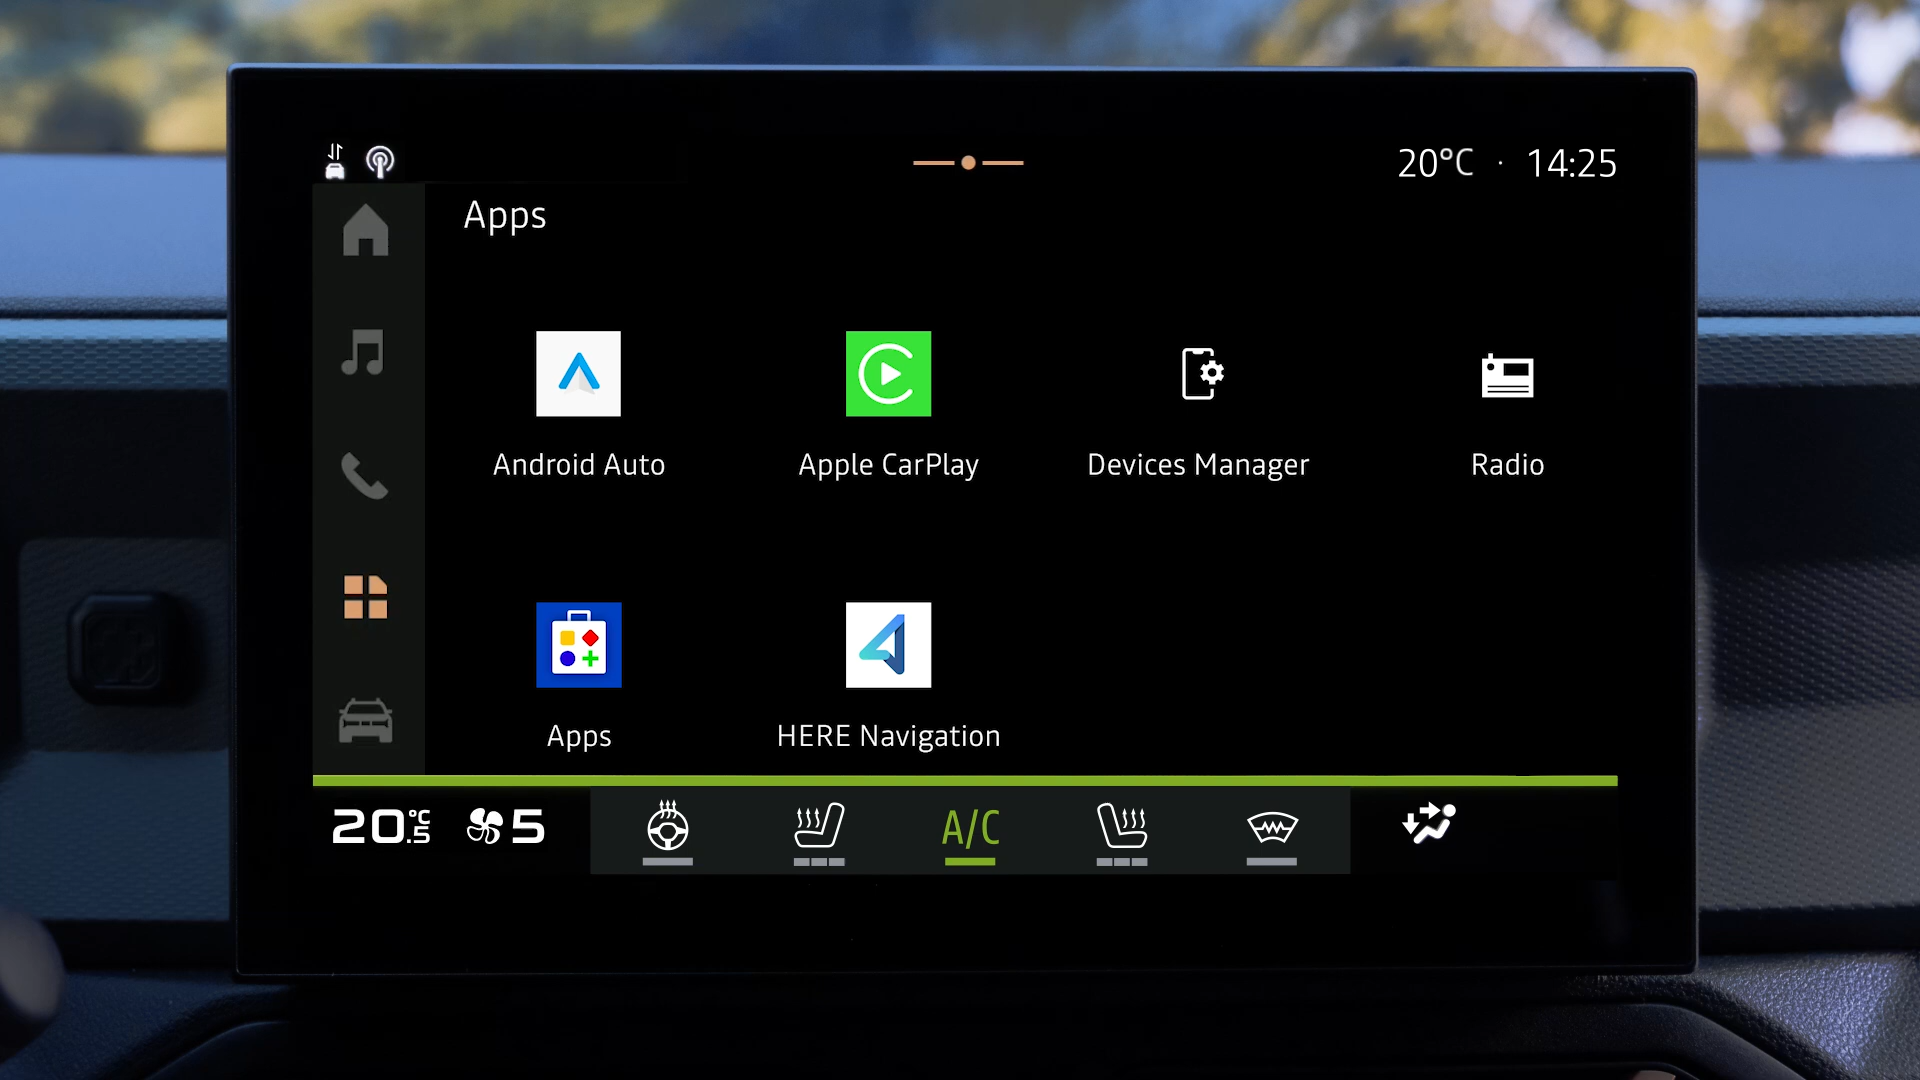 20°C · 14:25
Apps
Android Auto
Apple CarPlay
Devices Manager
Radio
Apps
HERE Navigation
20.5°C
5
A/C